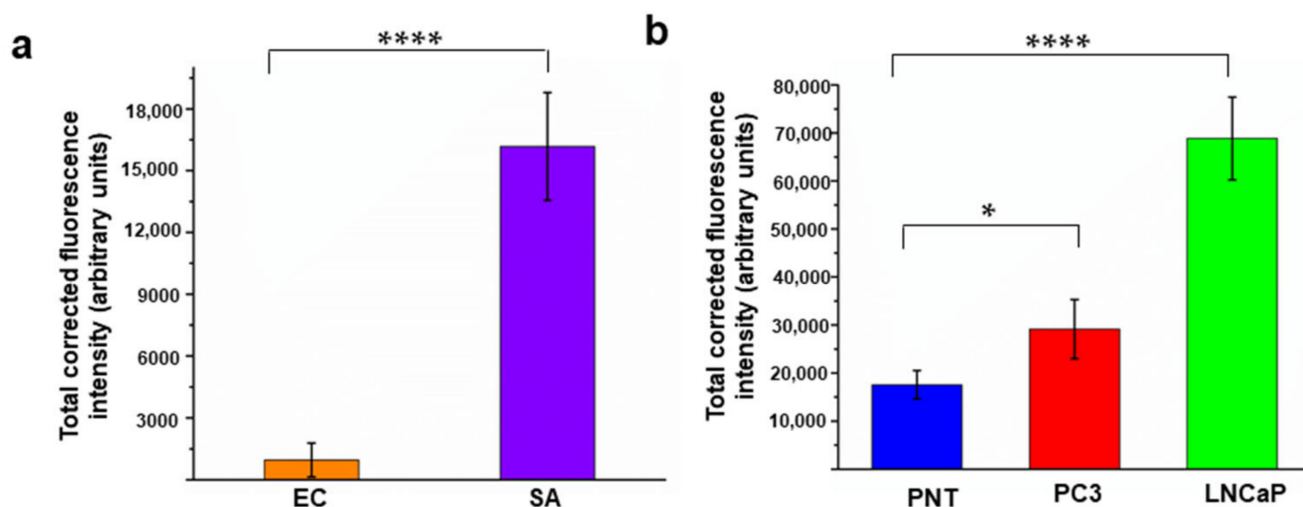 a
****
Total corrected fluorescence
intensity (arbitrary units)
18,000
15,000
12,000
9000
6000
3000
EC
SA
b
****
*
Total corrected fluorescence
intensity (arbitrary units)
80,000
70,000
60,000
50,000
40,000
30,000
20,000
10,000
PNT
PC3
LNCaP